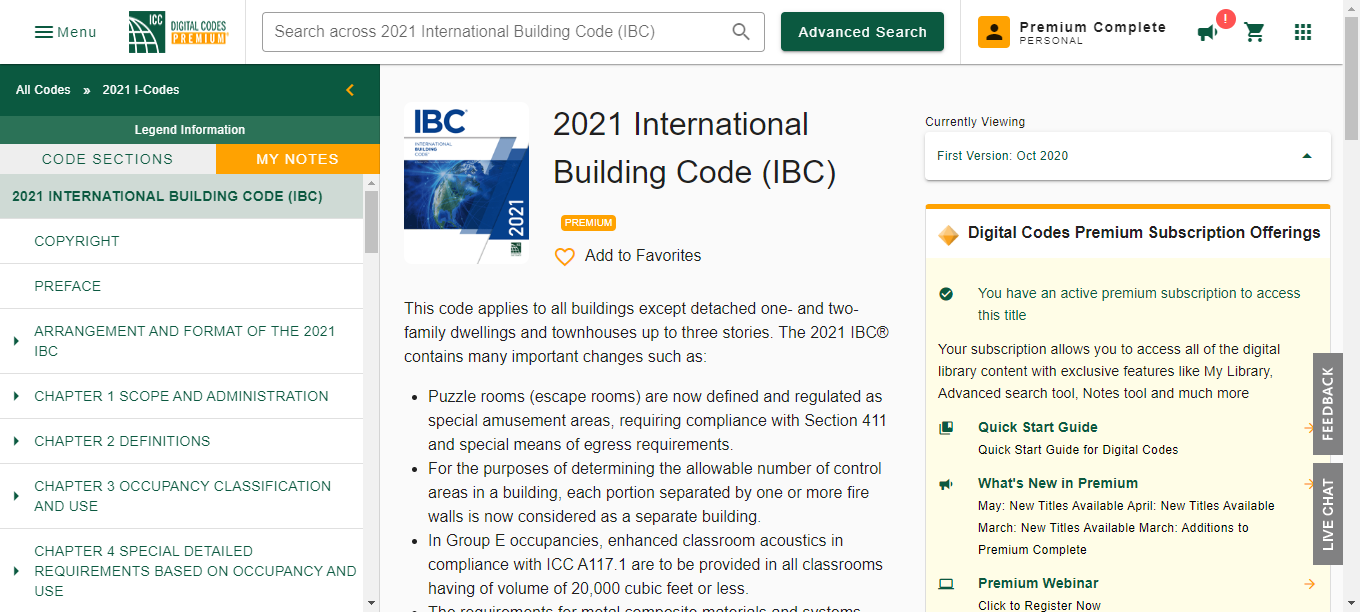 Menu
ICC
DIGITAL CODES
PREMIUM
Search across 2021 International Building Code (IBC)
Advanced Search
Premium Complete
PERSONAL
!
All Codes » 2021 I-Codes
Legend Information
CODE SECTIONS
MY NOTES
2021 INTERNATIONAL BUILDING CODE (IBC)
COPYRIGHT
PREFACE
ARRANGEMENT AND FORMAT OF THE 2021
IBC
CHAPTER 1 SCOPE AND ADMINISTRATION
CHAPTER 2 DEFINITIONS
CHAPTER 3 OCCUPANCY CLASSIFICATION
AND USE
CHAPTER 4 SPECIAL DETAILED
REQUIREMENTS BASED ON OCCUPANCY AND
USE
IBC
INTERNATIONAL
BUILDING
CODE
2021
2021 International
Building Code (IBC)
PREMIUM
Add to Favorites
This code applies to all buildings except detached one- and two-
family dwellings and townhouses up to three stories. The 2021 IBC®
contains many important changes such as:
• Puzzle rooms (escape rooms) are now defined and regulated as
special amusement areas, requiring compliance with Section 411
and special means of egress requirements.
• For the purposes of determining the allowable number of control
areas in a building, each portion separated by one or more fire
walls is now considered as a separate building.
• In Group E occupancies, enhanced classroom acoustics in
compliance with ICC A117.1 are to be provided in all classrooms
having of volume of 20,000 cubic feet or less.
• The requirements for metal composite materials and systems
Currently Viewing
First Version: Oct 2020
Digital Codes Premium Subscription Offerings
You have an active premium subscription to access
this title
Your subscription allows you to access all of the digital
library content with exclusive features like My Library,
Advanced search tool, Notes tool and much more
Quick Start Guide
Quick Start Guide for Digital Codes
What's New in Premium
May: New Titles Available April: New Titles Available
March: New Titles Available March: Additions to
Premium Complete
Premium Webinar
Click to Register Now
FEEDBACK
LIVE CHAT